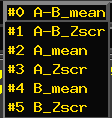 #0 A-B_mean
#1 A-B_Zscr
#2 A_mean
#3 A_Zscr
#4 B_mean
#5 B_Zscr